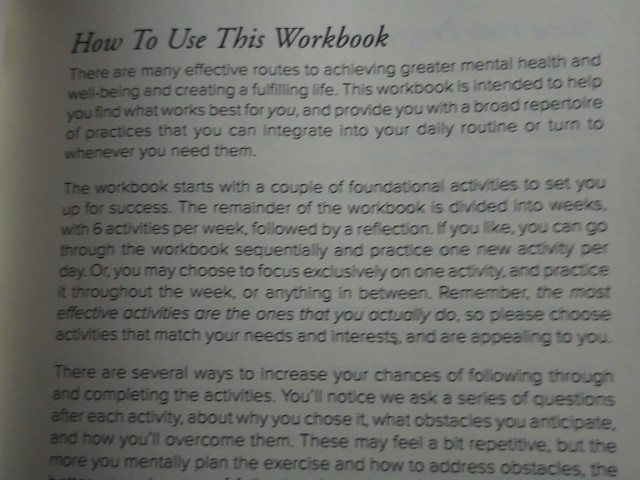 How To Use This Workbook
There are many effective routes to achieving greater mental health and
well-being and creating a fulfilling life. This workbook is intended to help
you find what works best for you, and provide you with a broad repertoire
of practices that you can integrate into your daily routine or turn to
whenever you need them.
The workbook starts with a couple of foundational activities to set you
up for success. The remainder of the workbook is divided into weeks,
with 6 activities per week, followed by a reflection. If you like, you can go
through the workbook sequentially and practice one new activity per
day. Or, you may choose to focus exclusively on one activity, and practice
it throughout the week, or anything in between. Remember, the most
effective activities are the ones that you actually do, so please choose
activities that match your needs and interests, and are appealing to you.
There are several ways to increase your chances of following through
and completing the activities. You'll notice we ask a series of questions
after each activity, about why you chose it, what obstacles you anticipate,
and how you'll overcome them. These may feel a bit repetitive, but the
more you mentally plan the exercise and how to address obstacles, the